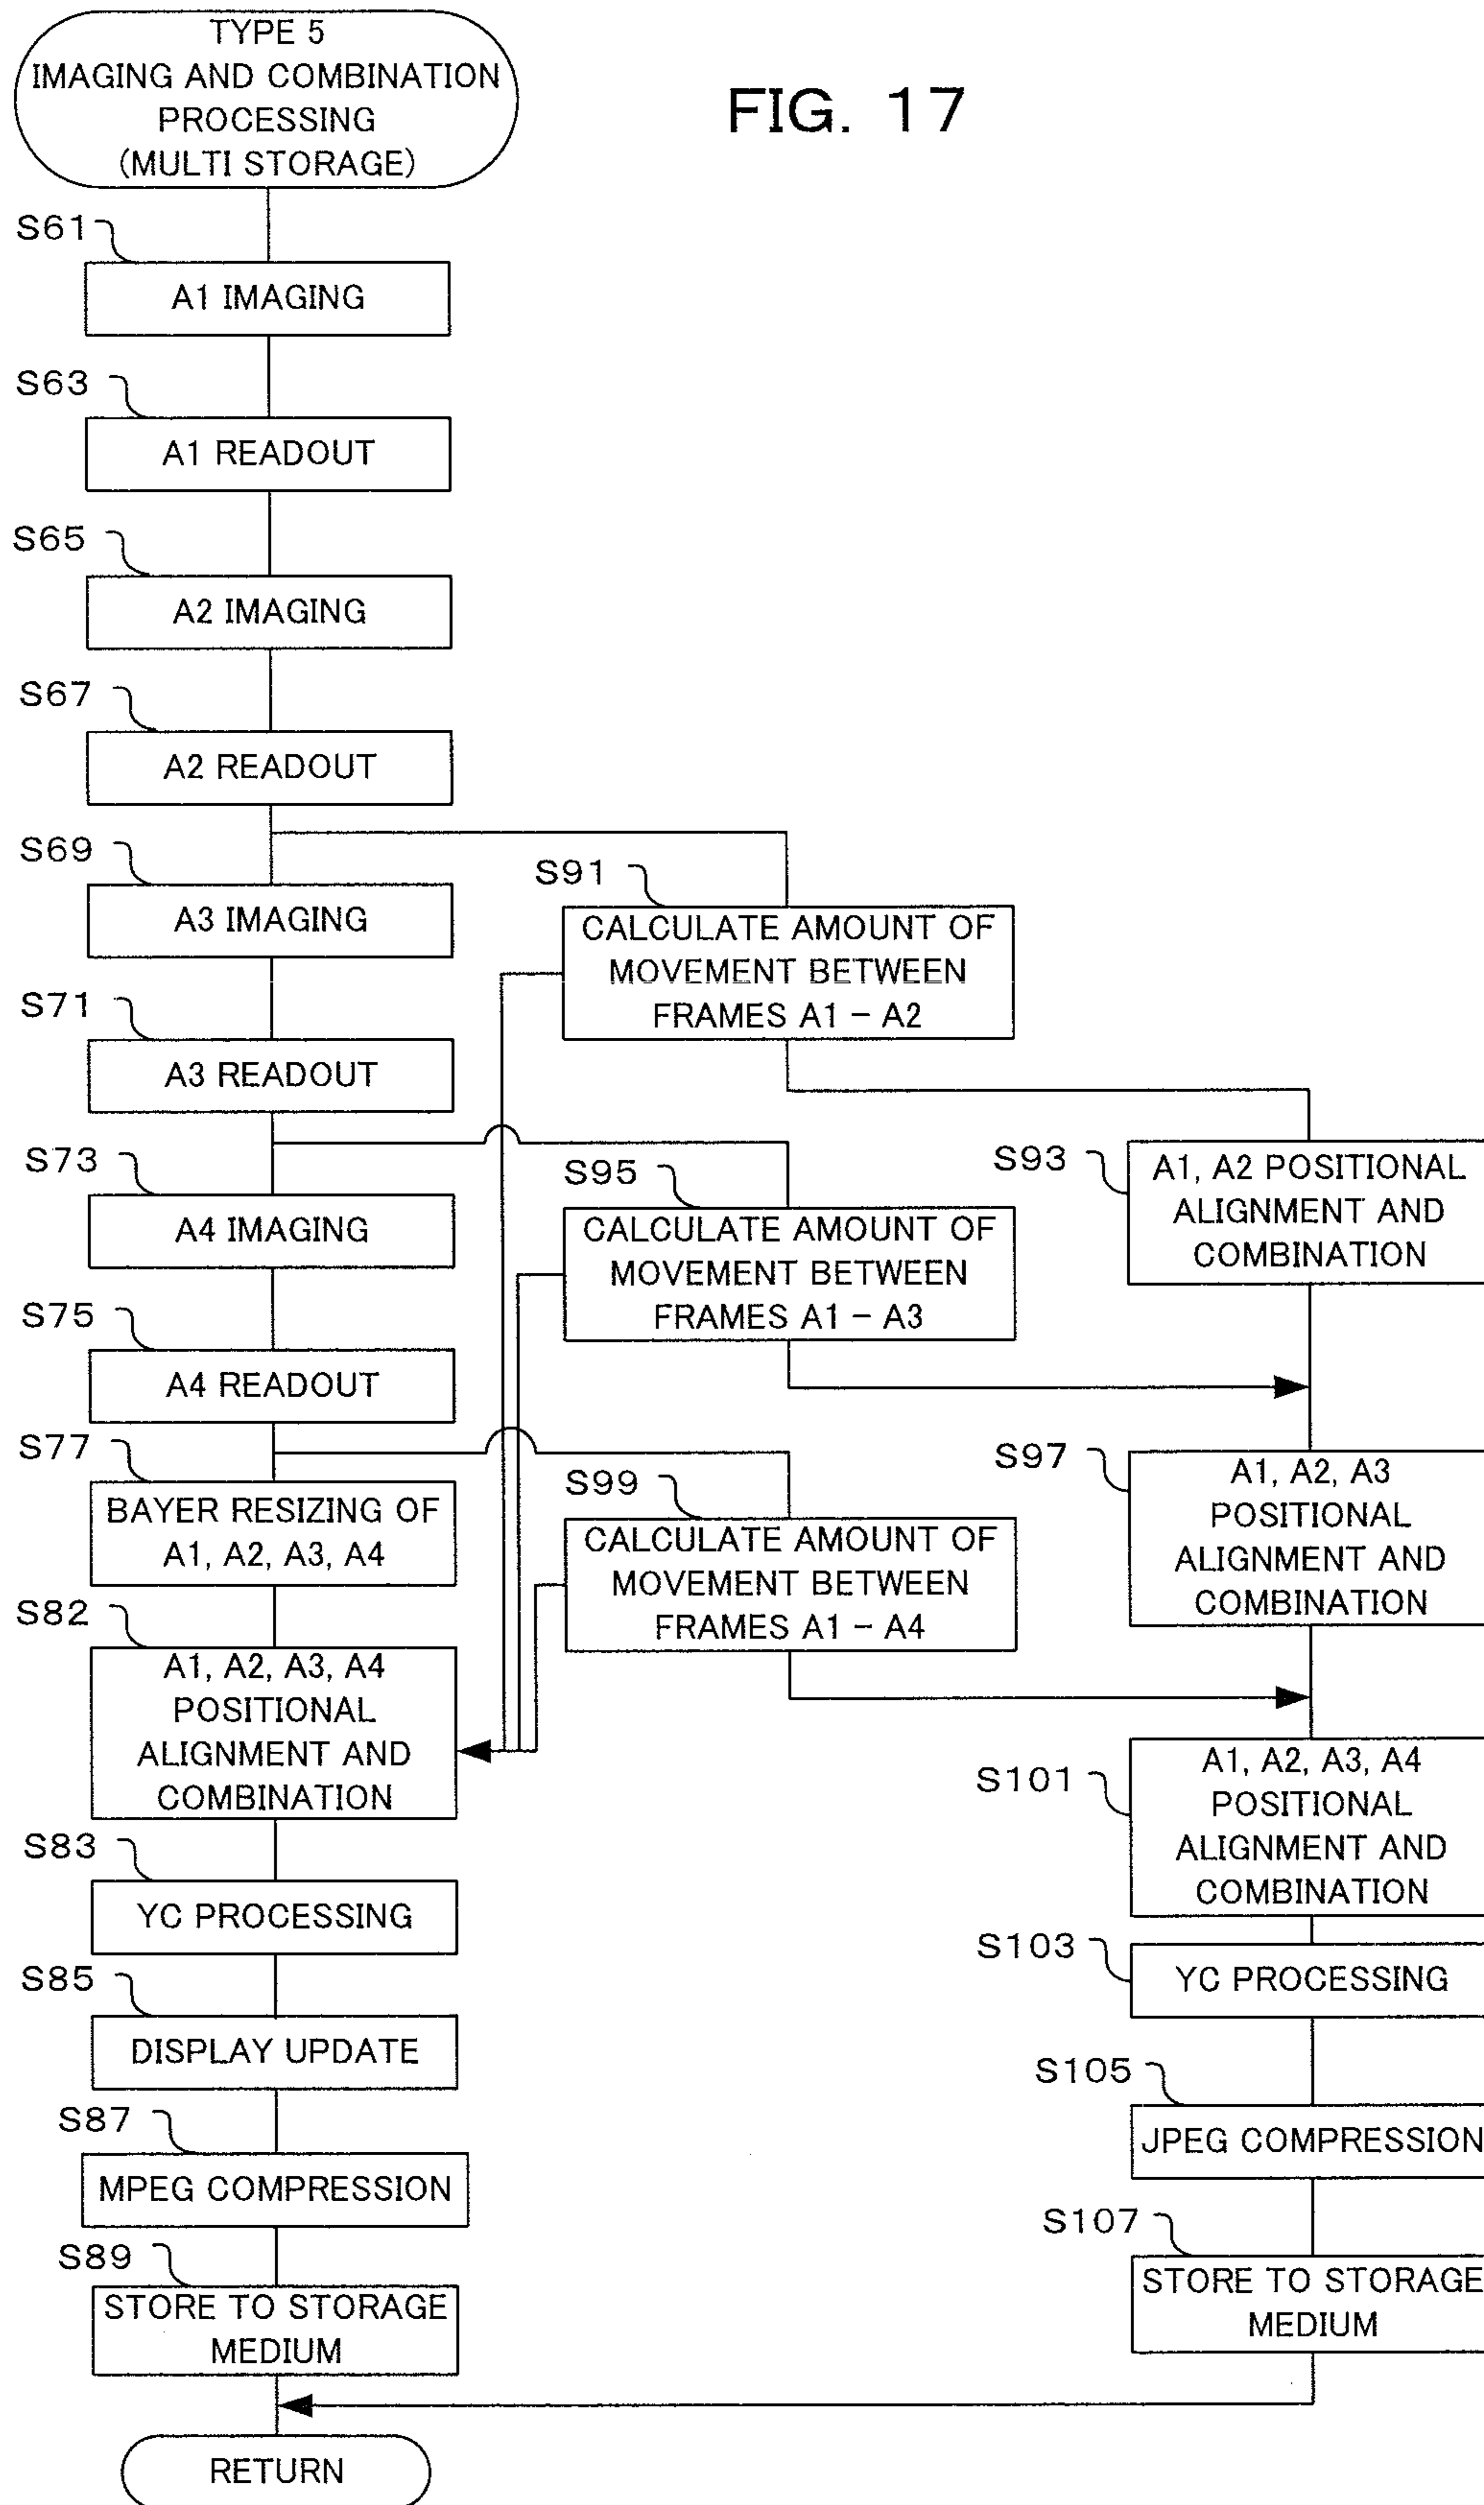 TYPE 5
IMAGING AND COMBINATION
PROCESSING
(MULTI STORAGE)
FIG. 17
S61
A1 IMAGING
S63
A1 READOUT
S65
A2 IMAGING
S67
A2 READOUT
S69
A3 IMAGING
S71
A3 READOUT
S73
A4 IMAGING
S75
A4 READOUT
S77
BAYER RESIZING OF
A1, A2, A3, A4
S82
A1, A2, A3, A4
POSITIONAL
ALIGNMENT AND
COMBINATION
S83
YC PROCESSING
S85
DISPLAY UPDATE
S87
MPEG COMPRESSION
S89
STORE TO STORAGE
MEDIUM
RETURN
S91
CALCULATE AMOUNT OF
MOVEMENT BETWEEN
FRAMES A1 - A2
S95
CALCULATE AMOUNT OF
MOVEMENT BETWEEN
FRAMES A1 - A3
S99
CALCULATE AMOUNT OF
MOVEMENT BETWEEN
FRAMES A1 - A4
S93
A1, A2 POSITIONAL
ALIGNMENT AND
COMBINATION
S97
A1, A2, A3
POSITIONAL
ALIGNMENT AND
COMBINATION
S101
A1, A2, A3, A4
POSITIONAL
ALIGNMENT AND
COMBINATION
S103
YC PROCESSING
S105
JPEG COMPRESSION
S107
STORE TO STORAGE
MEDIUM